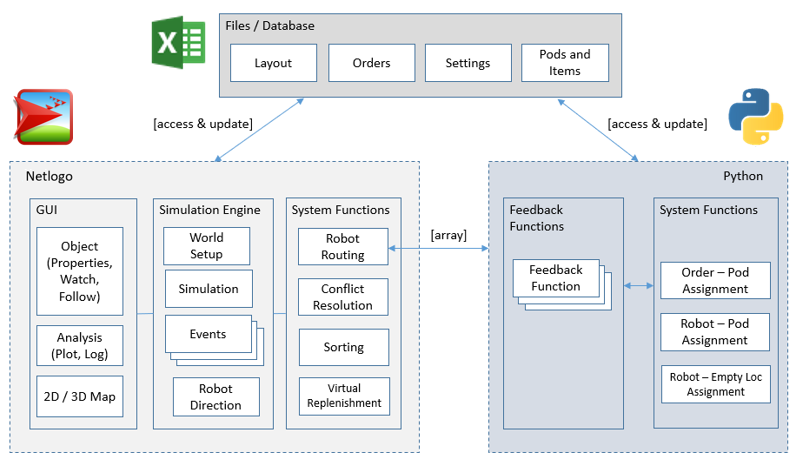 Files / Database
Layout
Orders
Settings
Pods and
Items
[access & update]
[access & update]
Netlogo
GUI
Object
(Properties,
Watch,
Follow)
Analysis
(Plot, Log)
2D / 3D Map
Simulation Engine
World
Setup
Simulation
Events
Robot
Direction
System Functions
Robot
Routing
Conflict
Resolution
Sorting
Virtual
Replenishment
[array]
Python
Feedback
Functions
Feedback
Function
System Functions
Order – Pod
Assignment
Robot – Pod
Assignment
Robot – Empty Loc
Assignment